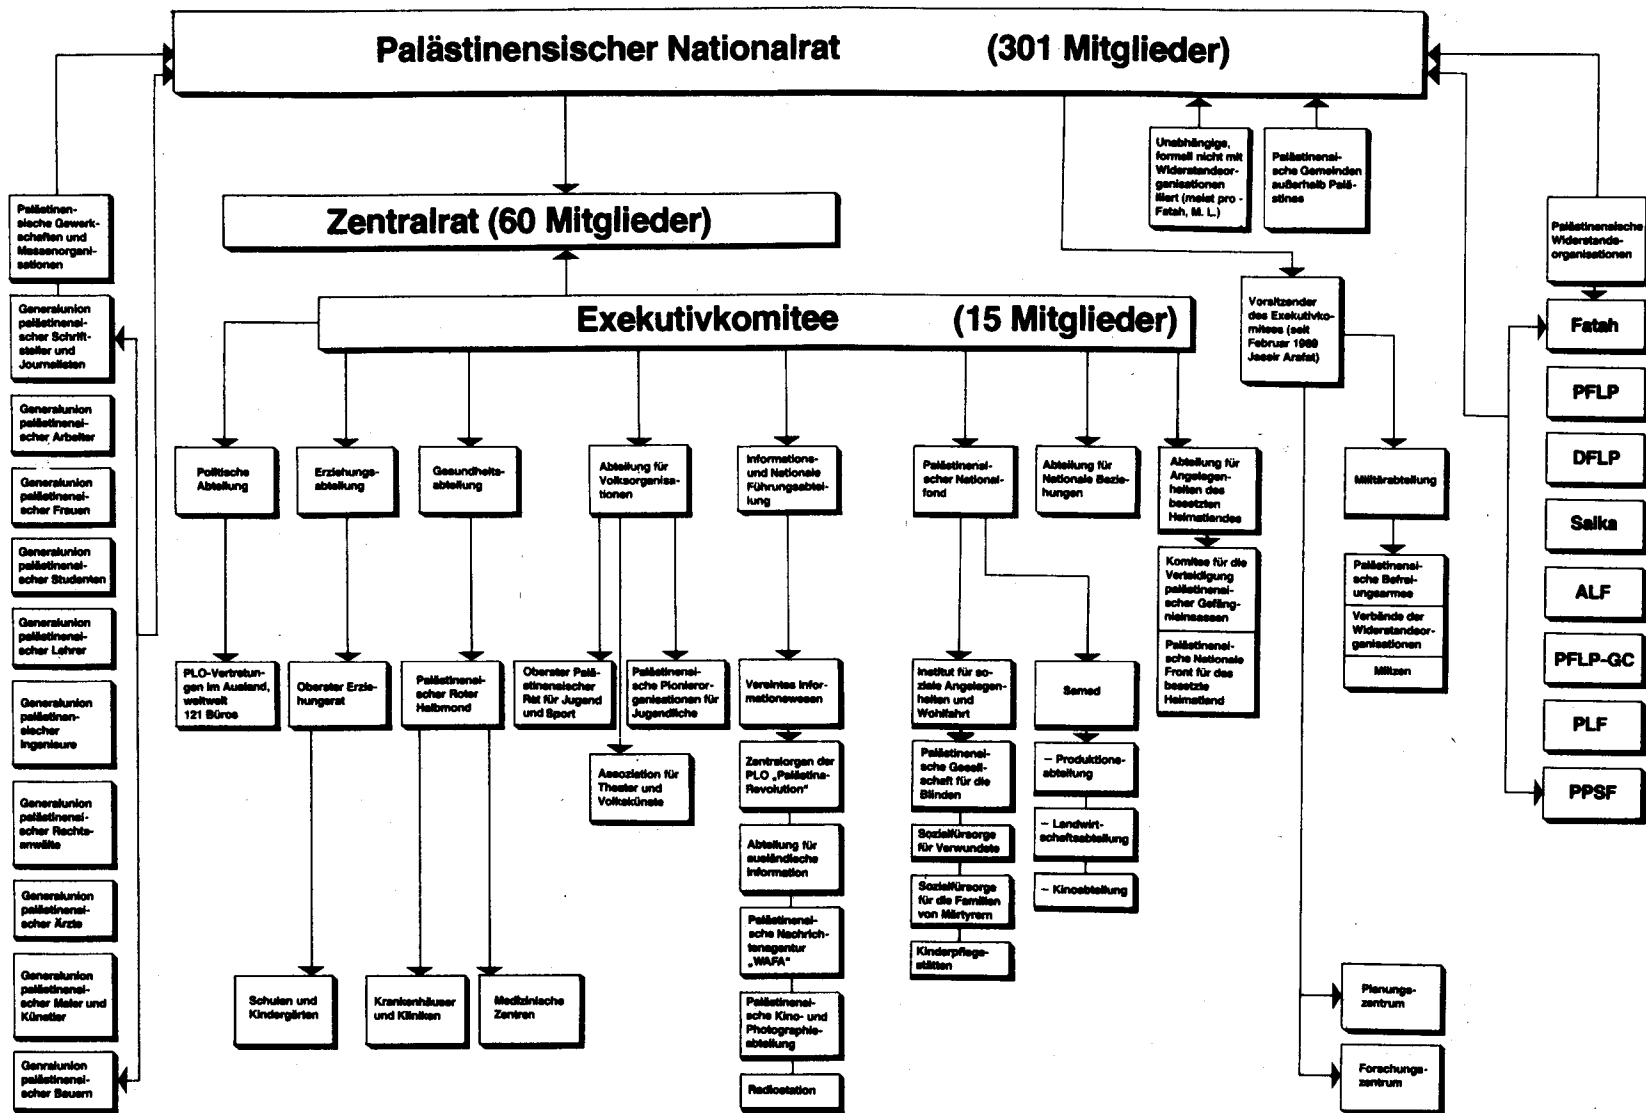 Palästinensischer Nationalrat (301 Mitglieder)
Unabhängige,
formell nicht mit
Widerstandsor-
ganisationen
liiert (meist pro -
Fatah, M. L.)
Palästinensi-
sche Gemeinden
außerhalb Palä-
stinas
Zentralrat (60 Mitglieder)
Exekutivkomitee (15 Mitglieder)
Vorsitzender
des Exekutivko-
mitees (seit
Februar 1969
Jassir Arafat)
Palästinen-
sische Gewerk-
schaften und
Massenorgani-
sationen
Generalunion
palästinensi-
scher Schrift-
steller und
Journalisten
Generalunion
palästinensi-
scher Arbeiter
Generalunion
palästinensi-
scher Frauen
Generalunion
palästinensi-
scher Studenten
Generalunion
palästinensi-
scher Lehrer
Generalunion
palästinen-
sischer
Ingenieure
Generalunion
palästinensi-
scher Rechts-
anwälte
Generalunion
palästinensi-
scher Ärzte
Generalunion
palästinensi-
scher Maler und
Künstler
Genralunion
palästinensi-
scher Bauern
Politische
Abteilung
Erziehungs-
abteilung
Gesundheits-
abteilung
Abteilung für
Volksorganisa-
tionen
Informations-
und Nationale
Führungsabtei-
lung
Palästinensi-
scher National-
fond
Abteilung für
Nationale Bezie-
hungen
Abteilung für
Angelegen-
heiten des
besetzten
Heimatlandes
Militärabteilung
PLO-Vertretun-
gen im Ausland,
weltweit
121 Büros
Oberster Erzie-
hungsrat
Palästinensi-
scher Roter
Halbmond
Oberster Palä-
stinensischer
Rat für Jugend
und Sport
Palästinensi-
sche Pionieror-
ganisationen für
Jugendliche
Assoziation für
Theater und
Volkskünste
Schulen und
Kindergärten
Krankenhäuser
und Kliniken
Medizinische
Zentren
Vereintes Infor-
mationswesen
Zentralorgan der
PLO „Palästina-
Revolution“
Abteilung für
ausländische
Information
Palästinensi-
sche Nachrich-
tenagentur
„WAFA“
Palästinensi-
sche Kino- und
Photographie-
abteilung
Radiostation
Institut für so-
ziale Angelegen-
heiten und
Wohlfahrt
Palästinensi-
sche Gesell-
schaft für die
Blinden
Sozialfürsorge
für Verwundete
Sozialfürsorge
für die Familien
von Märtyrern
Kinderpflege-
stätten
Samed
– Produktions-
abteilung
– Landwirt-
schaftsabteilung
– Kinoabteilung
Komitee für die
Verteidigung
palästinensi-
scher Gefäng-
nisinsassen
Palästinensi-
sche Nationale
Front für das
besetzte
Heimatland
Palästinensi-
sche Befrei-
ungsarmee
Verbände der
Widerstandsor-
ganisationen
Milizen
Planungs-
zentrum
Forschungs-
zentrum
Palästinensische
Widerstands-
organisationen
Fatah
PFLP
DFLP
Saika
ALF
PFLP-GC
PLF
PPSF